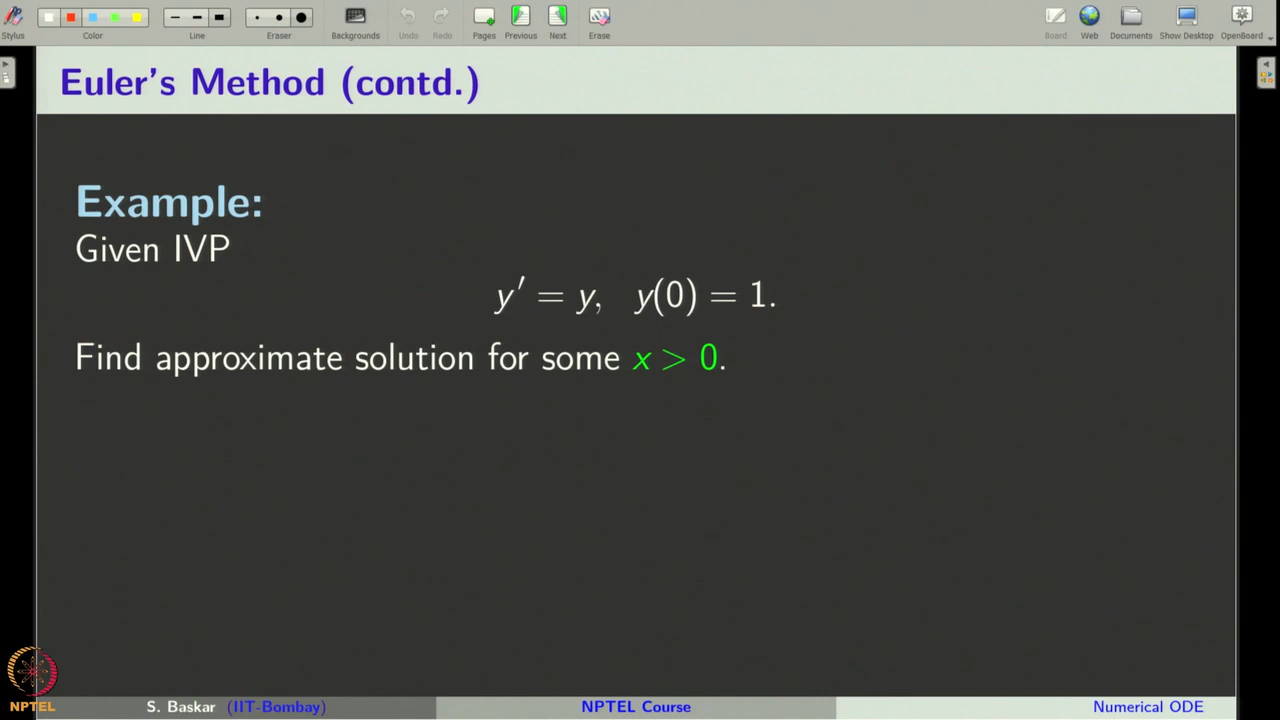 Stylus Color Line Eraser Backgrounds Undo Redo Pages Previous Next Erase Board Web Documents Show Desktop OpenBoard
Euler's Method (contd.)
Example:
Given IVP
y′ = y, y(0) = 1.
Find approximate solution for some x > 0.
NPTEL
S. Baskar (IIT-Bombay) NPTEL Course Numerical ODE